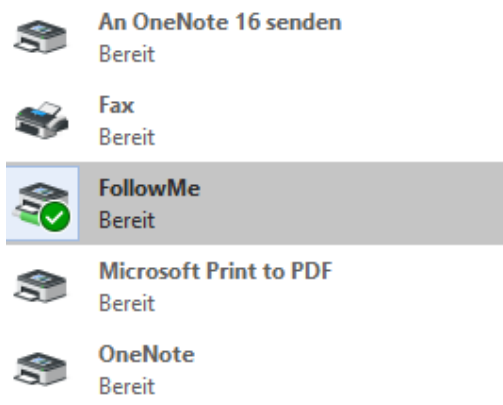 An OneNote 16 senden
Bereit
Fax
Bereit
FollowMe
Bereit
Microsoft Print to PDF
Bereit
OneNote
Bereit